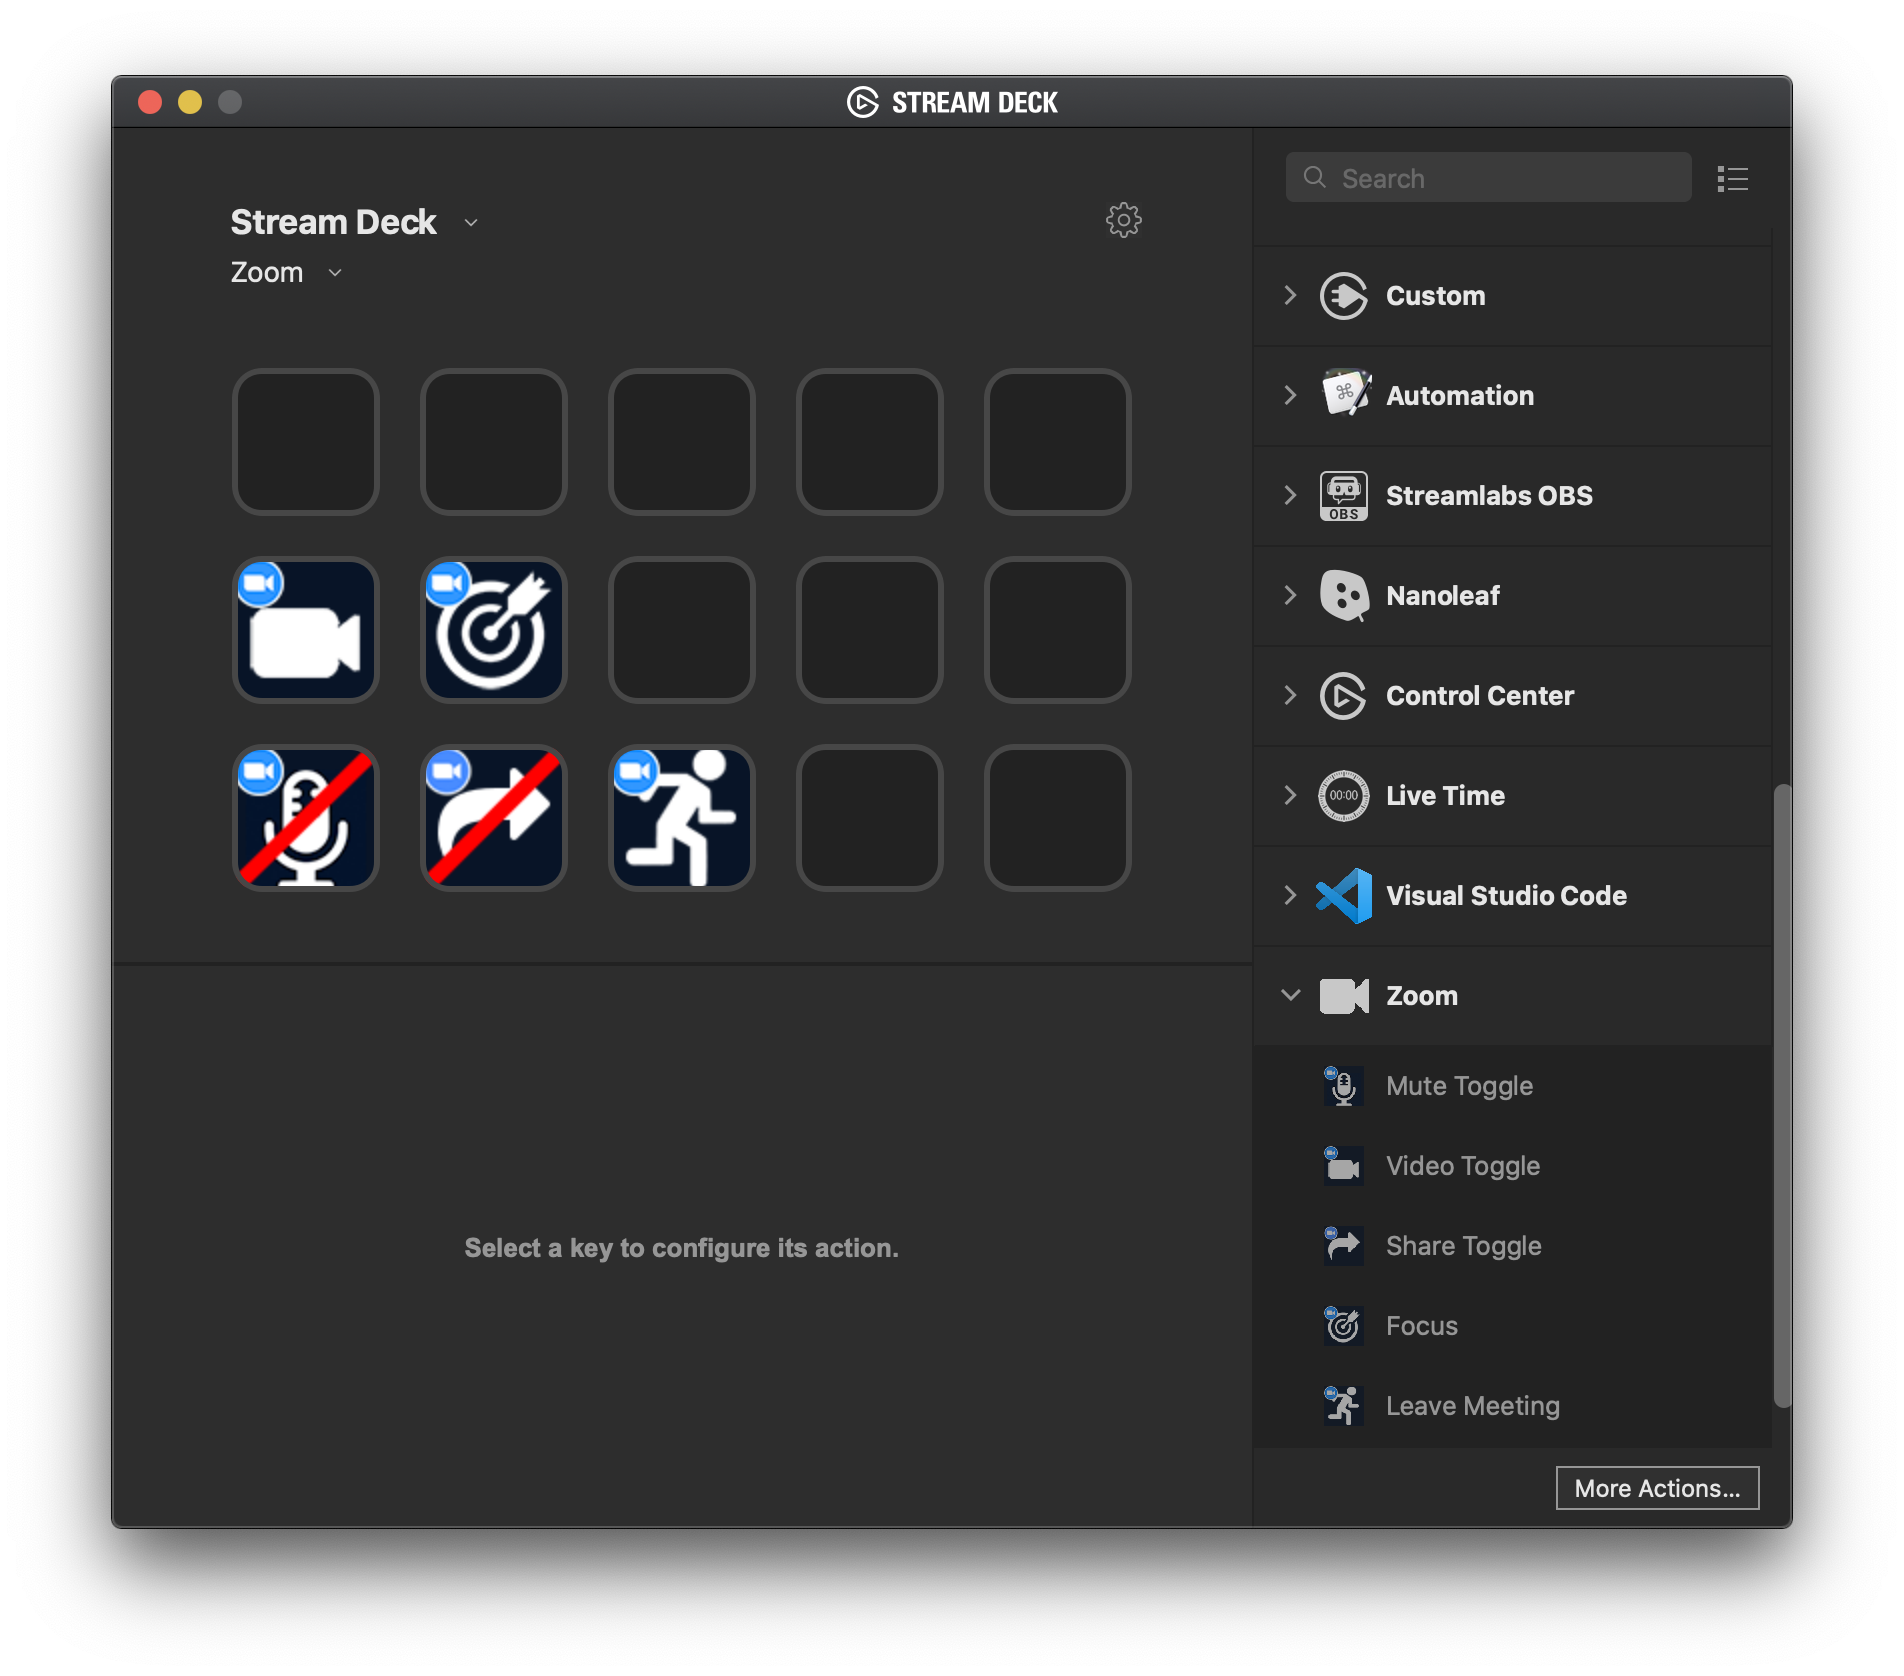 STREAM DECK
Stream Deck
Zoom
Select a key to configure its action.
Search
Custom
Automation
OBS
Streamlabs OBS
Nanoleaf
Control Center
00:00
Live Time
Visual Studio Code
Zoom
Mute Toggle
Video Toggle
Share Toggle
Focus
Leave Meeting
More Actions...